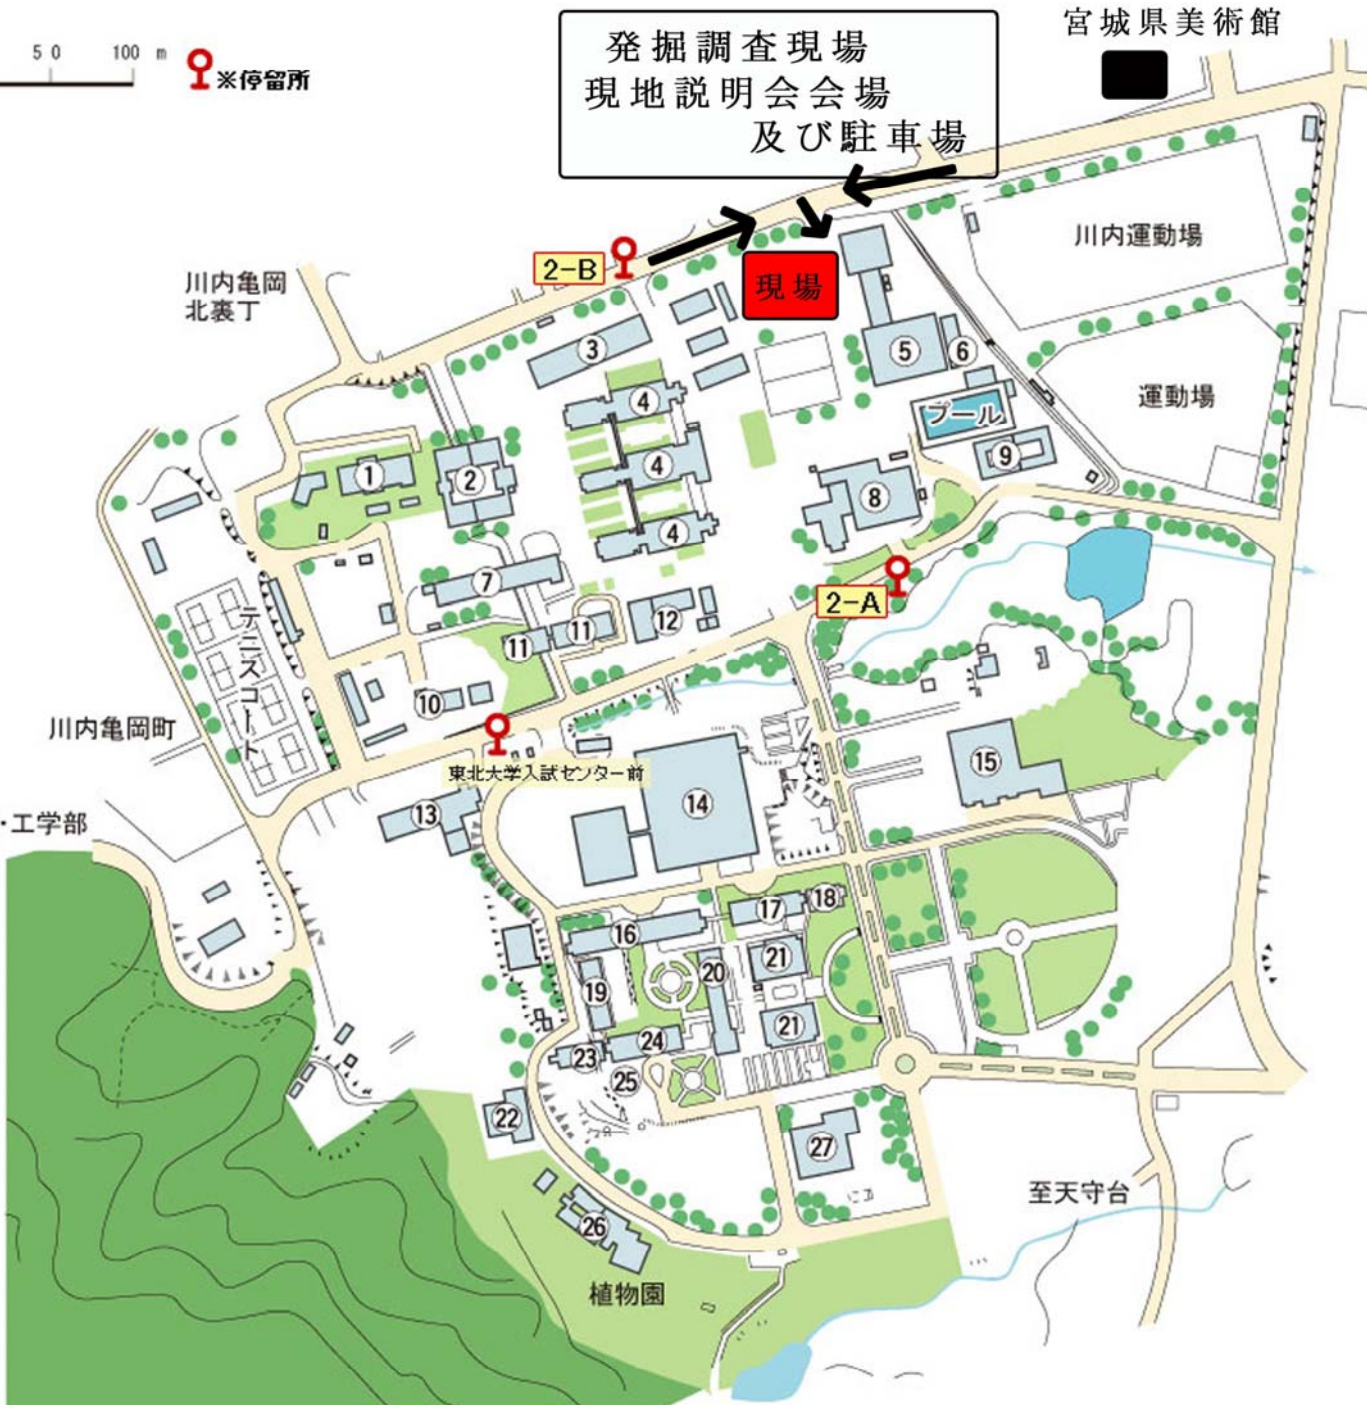 50 100 m
※停留所
発掘調査現場
現地説明会会場
及び駐車場
宮城県美術館
川内運動場
2-B
現場
川内亀岡
北裏丁
③
⑤
⑥
運動場
④
プール
①
②
④
⑨
⑧
④
⑦
2-A
テニスコート
⑪
⑪
⑫
⑩
川内亀岡町
東北大学入試センター前
⑮
⑭
⑬
・工学部
⑱
⑰
⑯
㉑
⑳
⑲
㉑
㉔
㉓
㉕
㉒
㉗
至天守台
㉖
植物園